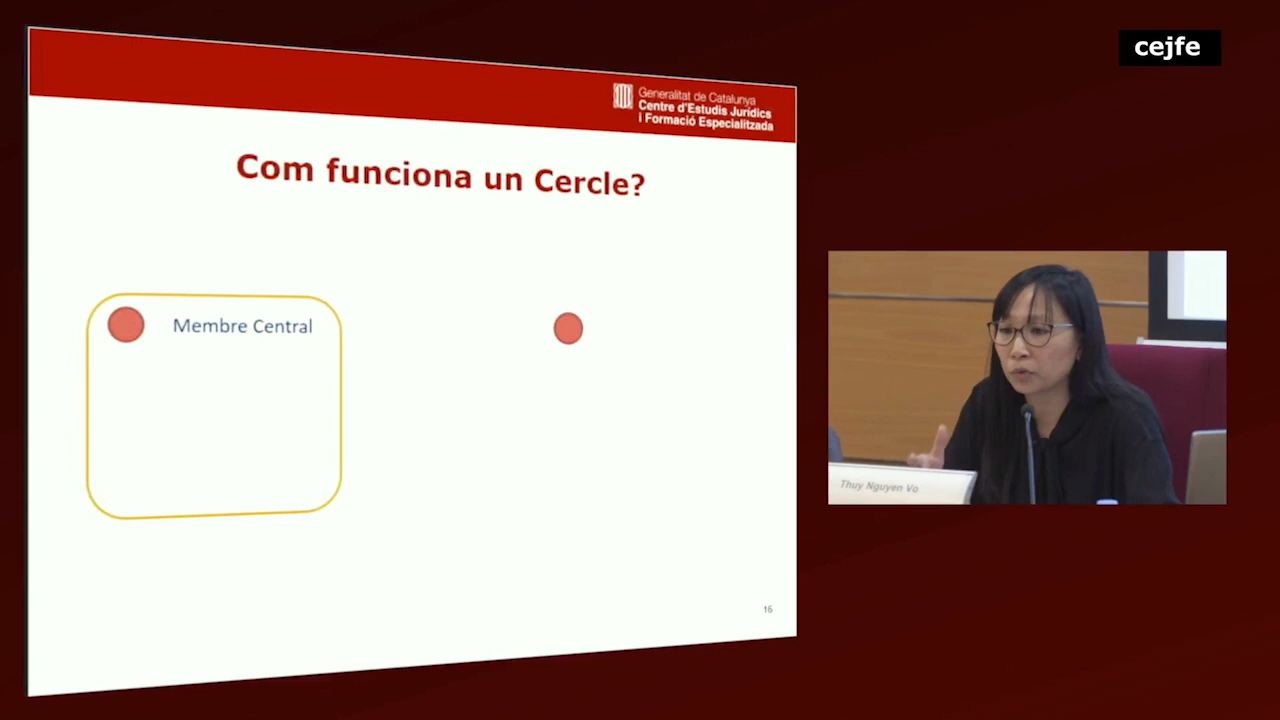 cejfe
Generalitat de Catalunya
Centre d'Estudis Jurídics
i Formació Especialitzada
Com funciona un Cercle?
Membre Central
Thuy Nguyen Vo
16